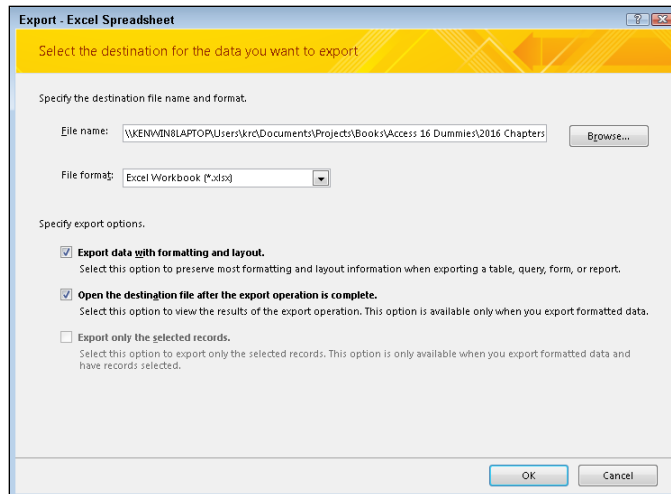 Export - Excel Spreadsheet
Select the destination for the data you want to export
Specify the destination file name and format.
File name: \\KENWIN8LAPTOP\Users\krc\Documents\Projects\Books\Access 16 Dummies\2016 Chapters
Browse...
File format: Excel Workbook (*.xlsx)
Specify export options.
Export data with formatting and layout.
Select this option to preserve most formatting and layout information when exporting a table, query, form, or report.
Open the destination file after the export operation is complete.
Select this option to view the results of the export operation. This option is available only when you export formatted data.
Export only the selected records.
Select this option to export only the selected records. This option is only available when you export formatted data and
have records selected.
OK Cancel